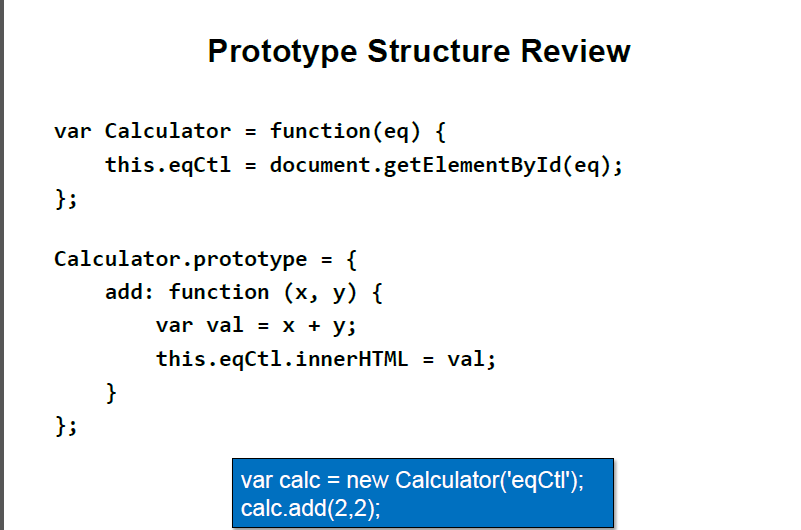 Prototype Structure Review
var Calculator = function(eq) {
    this.eqCtl = document.getElementById(eq);
};
Calculator.prototype = {
    add: function (x, y) {
        var val = x + y;
        this.eqCtl.innerHTML = val;
    }
};
var calc = new Calculator('eqCtl');
calc.add(2,2);